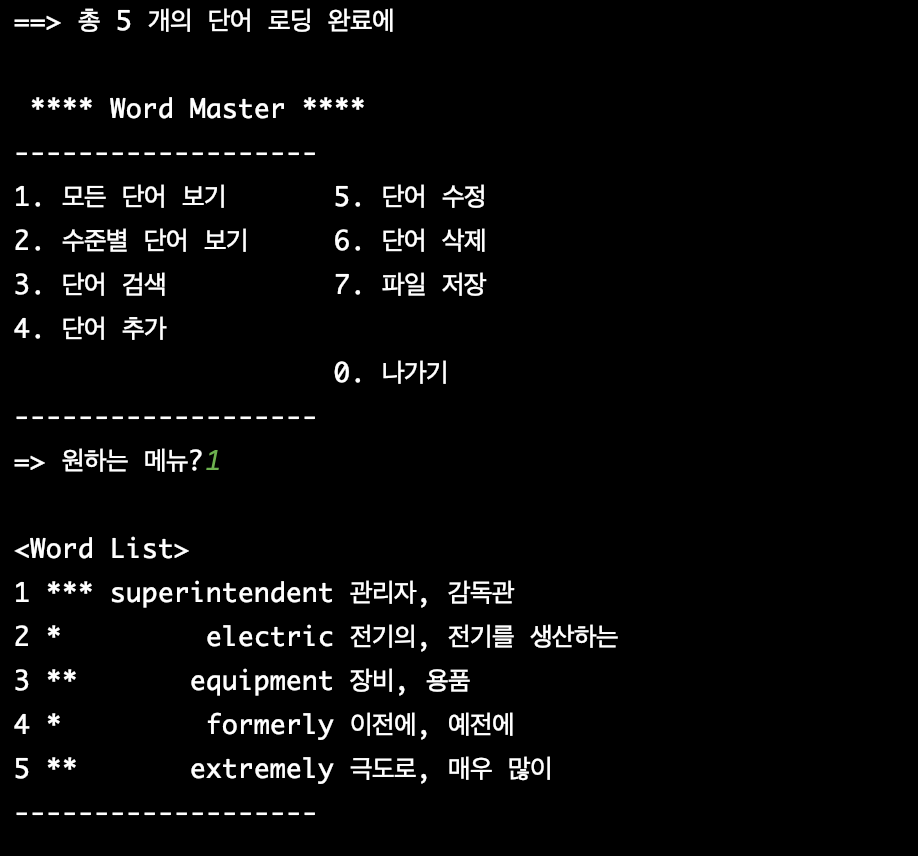 ==> 총 5 개의 단어 로딩 완료에
**** Word Master ****
-------------------
1. 모든 단어 보기 5. 단어 수정
2. 수준별 단어 보기 6. 단어 삭제
3. 단어 검색 7. 파일 저장
4. 단어 추가
0. 나가기
-------------------
=> 원하는 메뉴?1
<Word List>
1 *** superintendent 관리자, 감독관
2 * electric 전기의, 전기를 생산하는
3 ** equipment 장비, 용품
4 * formerly 이전에, 예전에
5 ** extremely 극도로, 매우 많이
-------------------